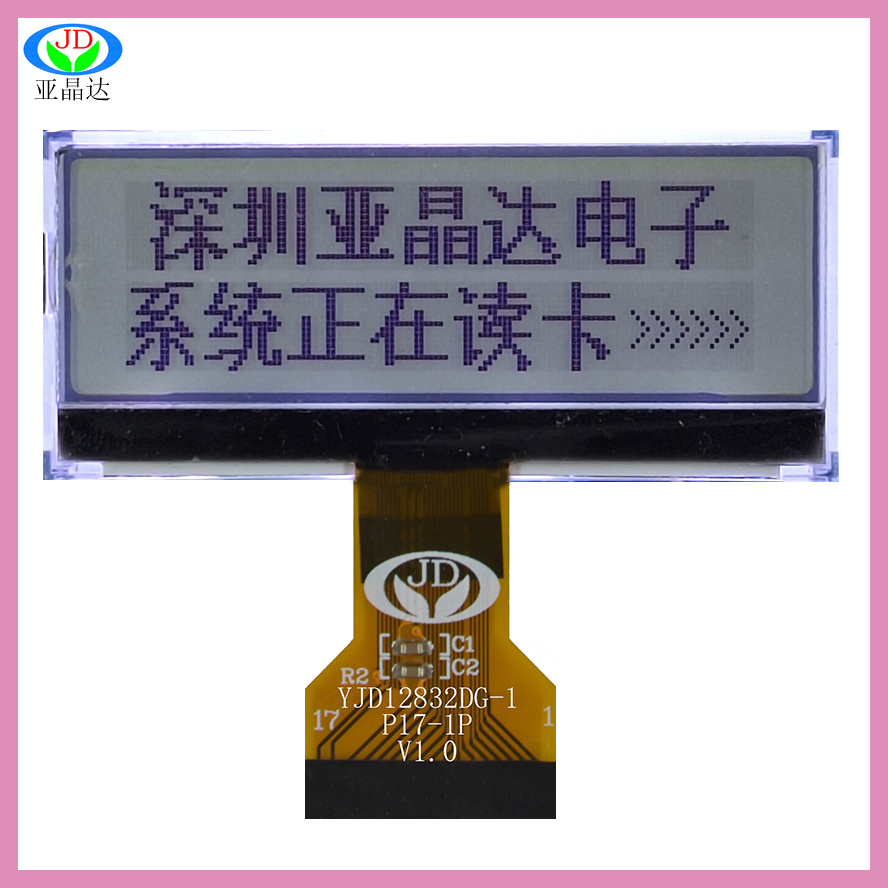 JD
亚晶达
深圳亚晶达电子
系统正在读卡>>>>>>
JD
C1
C2
R2
YJD12832DG-1
17 P17-1P 1
V1.0